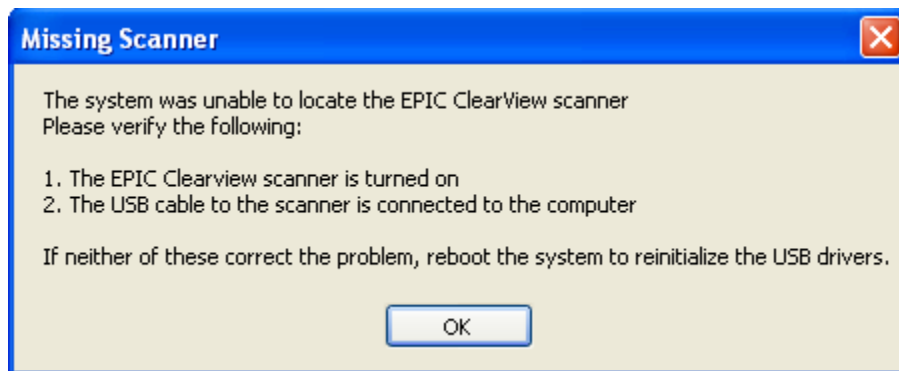 Missing Scanner
The system was unable to locate the EPIC ClearView scanner
Please verify the following:
1. The EPIC Clearview scanner is turned on
2. The USB cable to the scanner is connected to the computer
If neither of these correct the problem, reboot the system to reinitialize the USB drivers.
OK